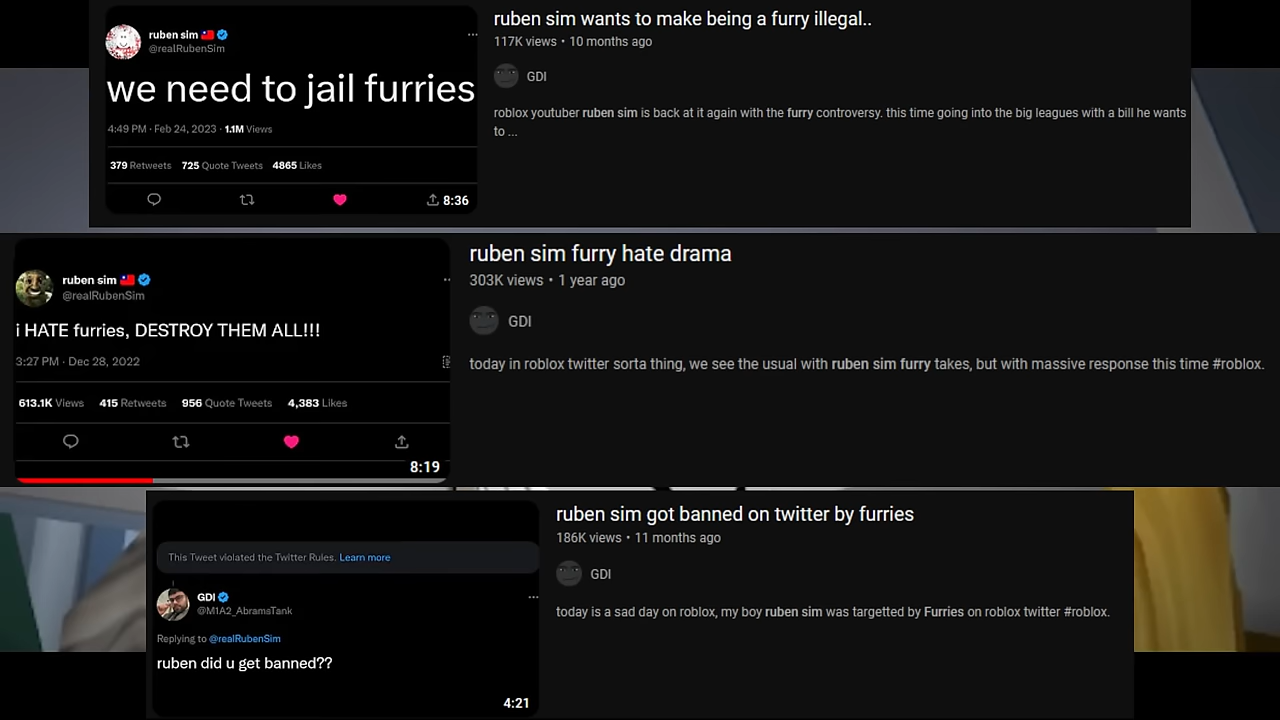 ruben sim
@realRubenSim
we need to jail furries
4:49 PM · Feb 24, 2023 · 1.1M Views
379 Retweets 725 Quote Tweets 4865 Likes
8:36
ruben sim wants to make being a furry illegal..
117K views • 10 months ago
GDI
roblox youtuber ruben sim is back at it again with the furry controversy. this time going into the big leagues with a bill he wants
to ...
ruben sim
@realRubenSim
i HATE furries, DESTROY THEM ALL!!!
3:27 PM · Dec 28, 2022
613.1K Views 415 Retweets 956 Quote Tweets 4,383 Likes
8:19
ruben sim furry hate drama
303K views • 1 year ago
GDI
today in roblox twitter sorta thing, we see the usual with ruben sim furry takes, but with massive response this time #roblox.
This Tweet violated the Twitter Rules. Learn more
GDI
@M1A2_AbramsTank
Replying to @realRubenSim
ruben did u get banned??
4:21
ruben sim got banned on twitter by furries
186K views • 11 months ago
GDI
today is a sad day on roblox, my boy ruben sim was targetted by Furries on roblox twitter #roblox.